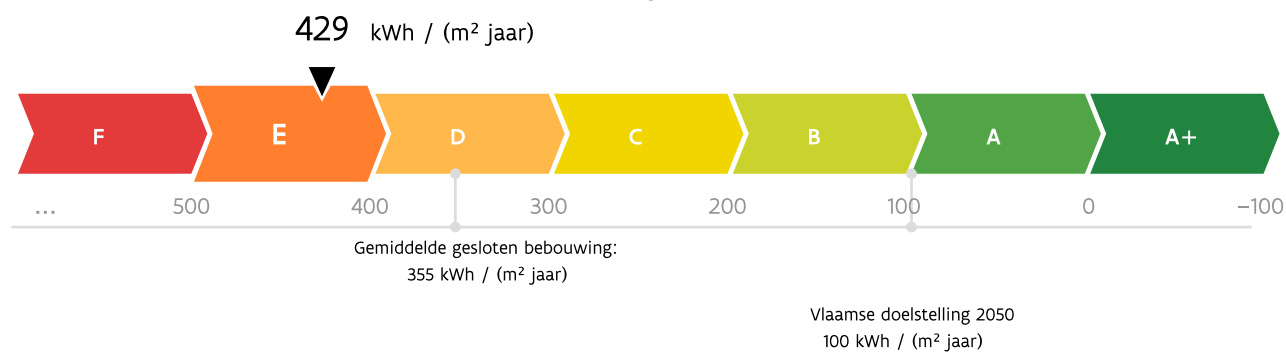 429 kWh / (m² jaar)
F E D C B A A+
... 500 400 300 200 100 0 –100
Gemiddelde gesloten bebouwing:
355 kWh / (m² jaar)
Vlaamse doelstelling 2050
100 kWh / (m² jaar)